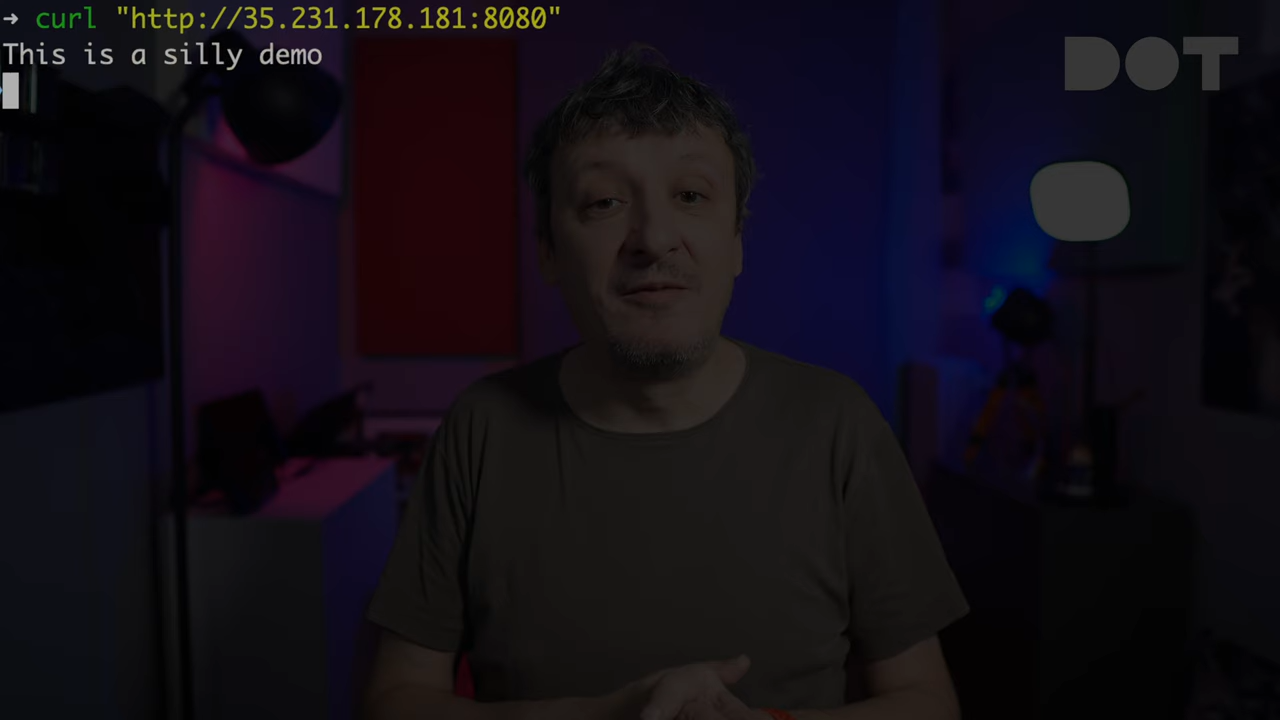 ➜ curl "http://35.231.178.181:8080"
This is a silly demo
DOT